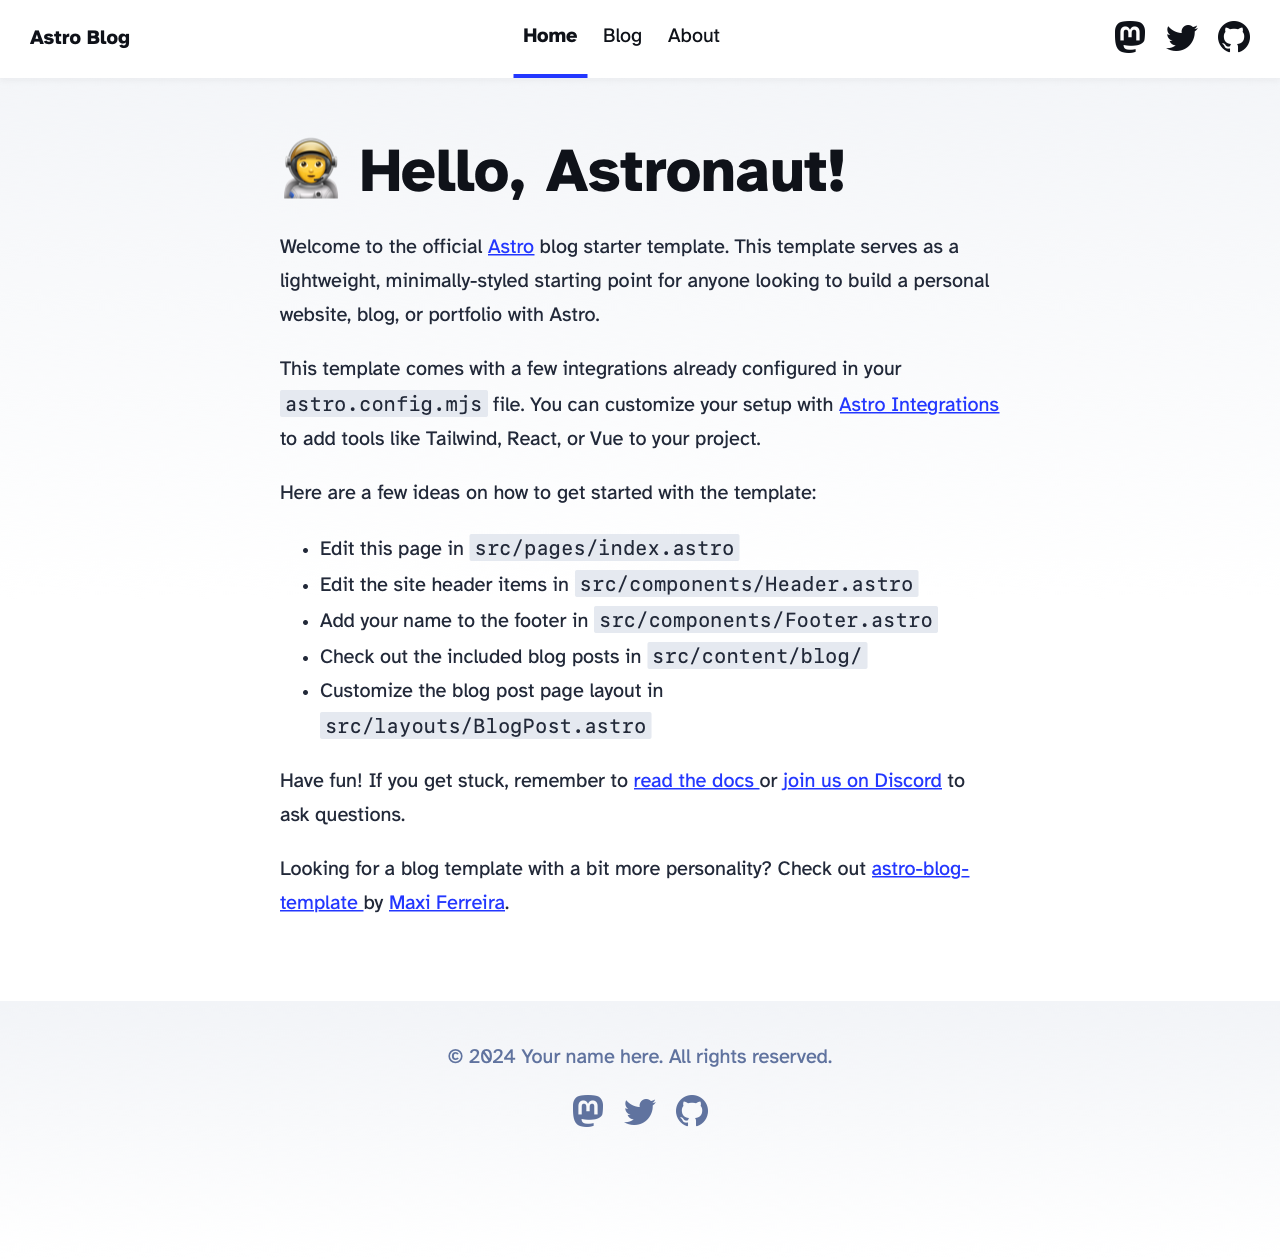 Astro Blog
Home
Blog
About
Hello, Astronaut!
Welcome to the official Astro blog starter template. This template serves as a
lightweight, minimally-styled starting point for anyone looking to build a personal
website, blog, or portfolio with Astro.
This template comes with a few integrations already configured in your
astro.config.mjs file. You can customize your setup with Astro Integrations
to add tools like Tailwind, React, or Vue to your project.
Here are a few ideas on how to get started with the template:
• Edit this page in src/pages/index.astro
• Edit the site header items in src/components/Header.astro
• Add your name to the footer in src/components/Footer.astro
• Check out the included blog posts in src/content/blog/
• Customize the blog post page layout in
src/layouts/BlogPost.astro
Have fun! If you get stuck, remember to read the docs or join us on Discord to
ask questions.
Looking for a blog template with a bit more personality? Check out astro-blog-
template by Maxi Ferreira.
© 2024 Your name here. All rights reserved.